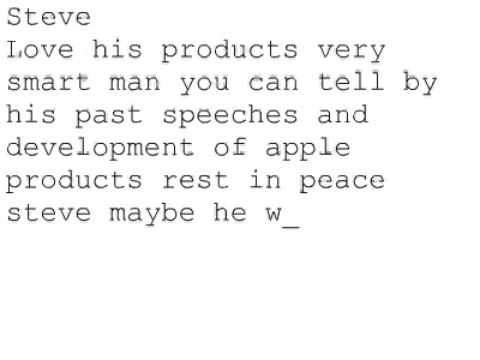 Steve
Love his products very
smart man you can tell by
his past speeches and
development of apple
products rest in peace
steve maybe he w_